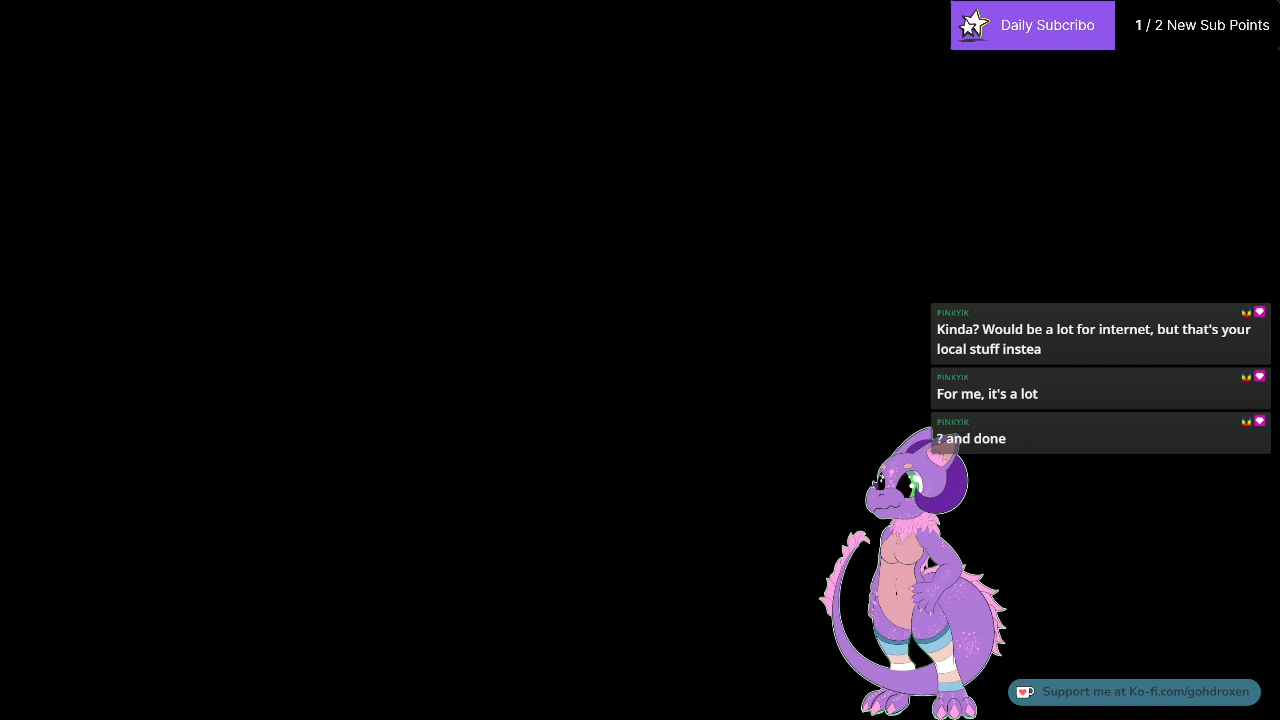 Daily Subcribo
1 / 2 New Sub Points
PINKYIK
Kinda? Would be a lot for internet, but that's your
local stuff instea
PINKYIK
For me, it's a lot
PINKYIK
? and done
Support me at Ko-fi.com/gohdroxen